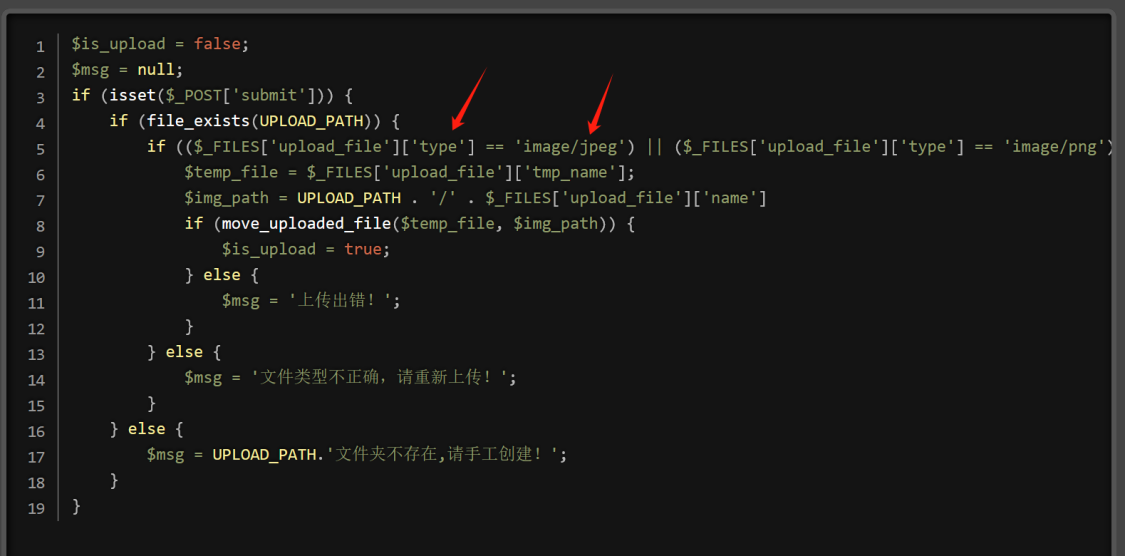 1 $is_upload = false;
2 $msg = null;
3 if (isset($_POST['submit'])) {
4     if (file_exists(UPLOAD_PATH)) {
5         if (($_FILES['upload_file']['type'] == 'image/jpeg') || ($_FILES['upload_file']['type'] == 'image/png')
6             $temp_file = $_FILES['upload_file']['tmp_name'];
7             $img_path = UPLOAD_PATH . '/' . $_FILES['upload_file']['name']
8             if (move_uploaded_file($temp_file, $img_path)) {
9                 $is_upload = true;
10             } else {
11                 $msg = '上传出错！';
12             }
13         } else {
14             $msg = '文件类型不正确，请重新上传！';
15         }
16     } else {
17         $msg = UPLOAD_PATH.'文件夹不存在,请手工创建！';
18     }
19 }